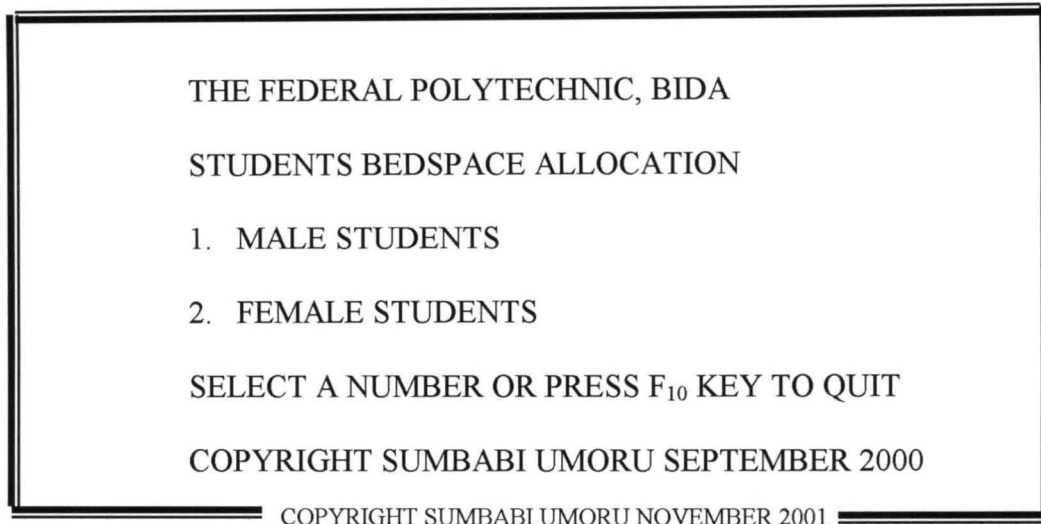 THE FEDERAL POLYTECHNIC, BIDA
STUDENTS BEDSPACE ALLOCATION
1. MALE STUDENTS
2. FEMALE STUDENTS
SELECT A NUMBER OR PRESS F₁₀ KEY TO QUIT
COPYRIGHT SUMBABI UMORU SEPTEMBER 2000
COPYRIGHT SUMBABI UMORU NOVEMBER 2001